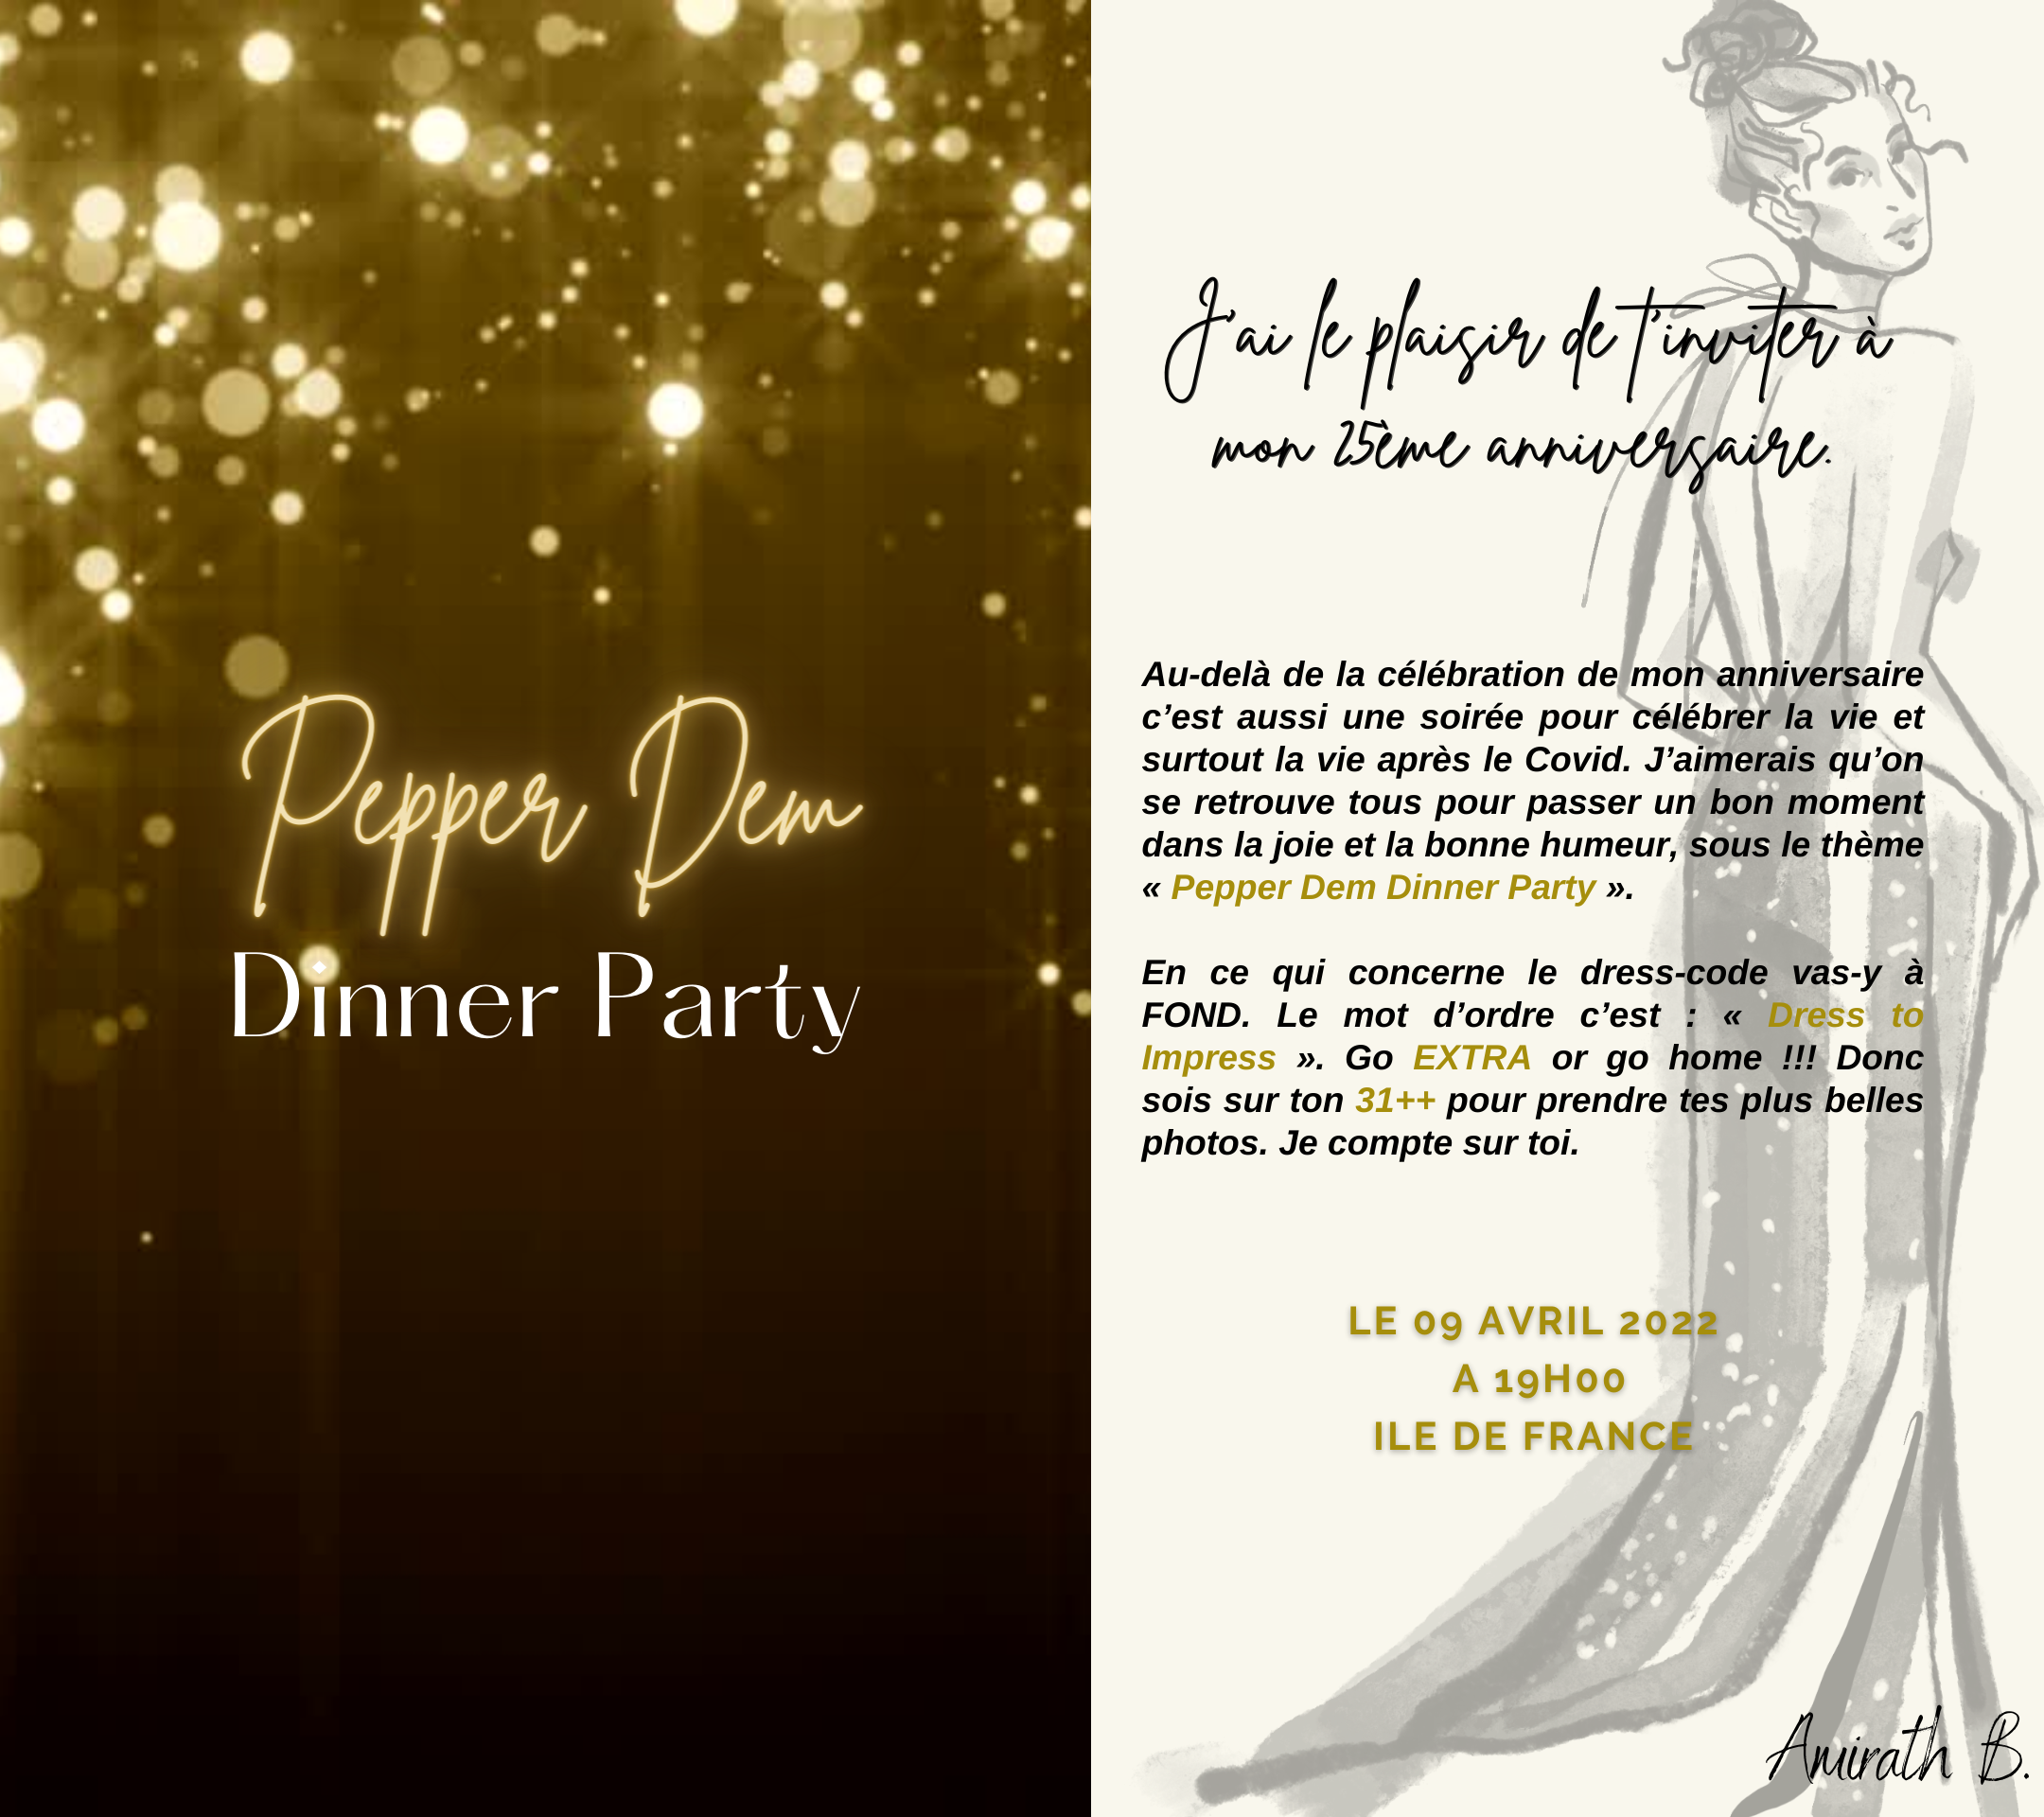 Pepper Dem
Dinner Party
J'ai le plaisir de t'inviter à
mon 25ème anniversaire.
Au-delà de la célébration de mon anniversaire
c’est aussi une soirée pour célébrer la vie et
surtout la vie après le Covid. J’aimerais qu’on
se retrouve tous pour passer un bon moment
dans la joie et la bonne humeur, sous le thème
« Pepper Dem Dinner Party ».
En ce qui concerne le dress-code vas-y à
FOND. Le mot d’ordre c’est : « Dress to
Impress ». Go EXTRA or go home !!! Donc
sois sur ton 31++ pour prendre tes plus belles
photos. Je compte sur toi.
LE 09 AVRIL 2022
A 19H00
ILE DE FRANCE
Amirath B.